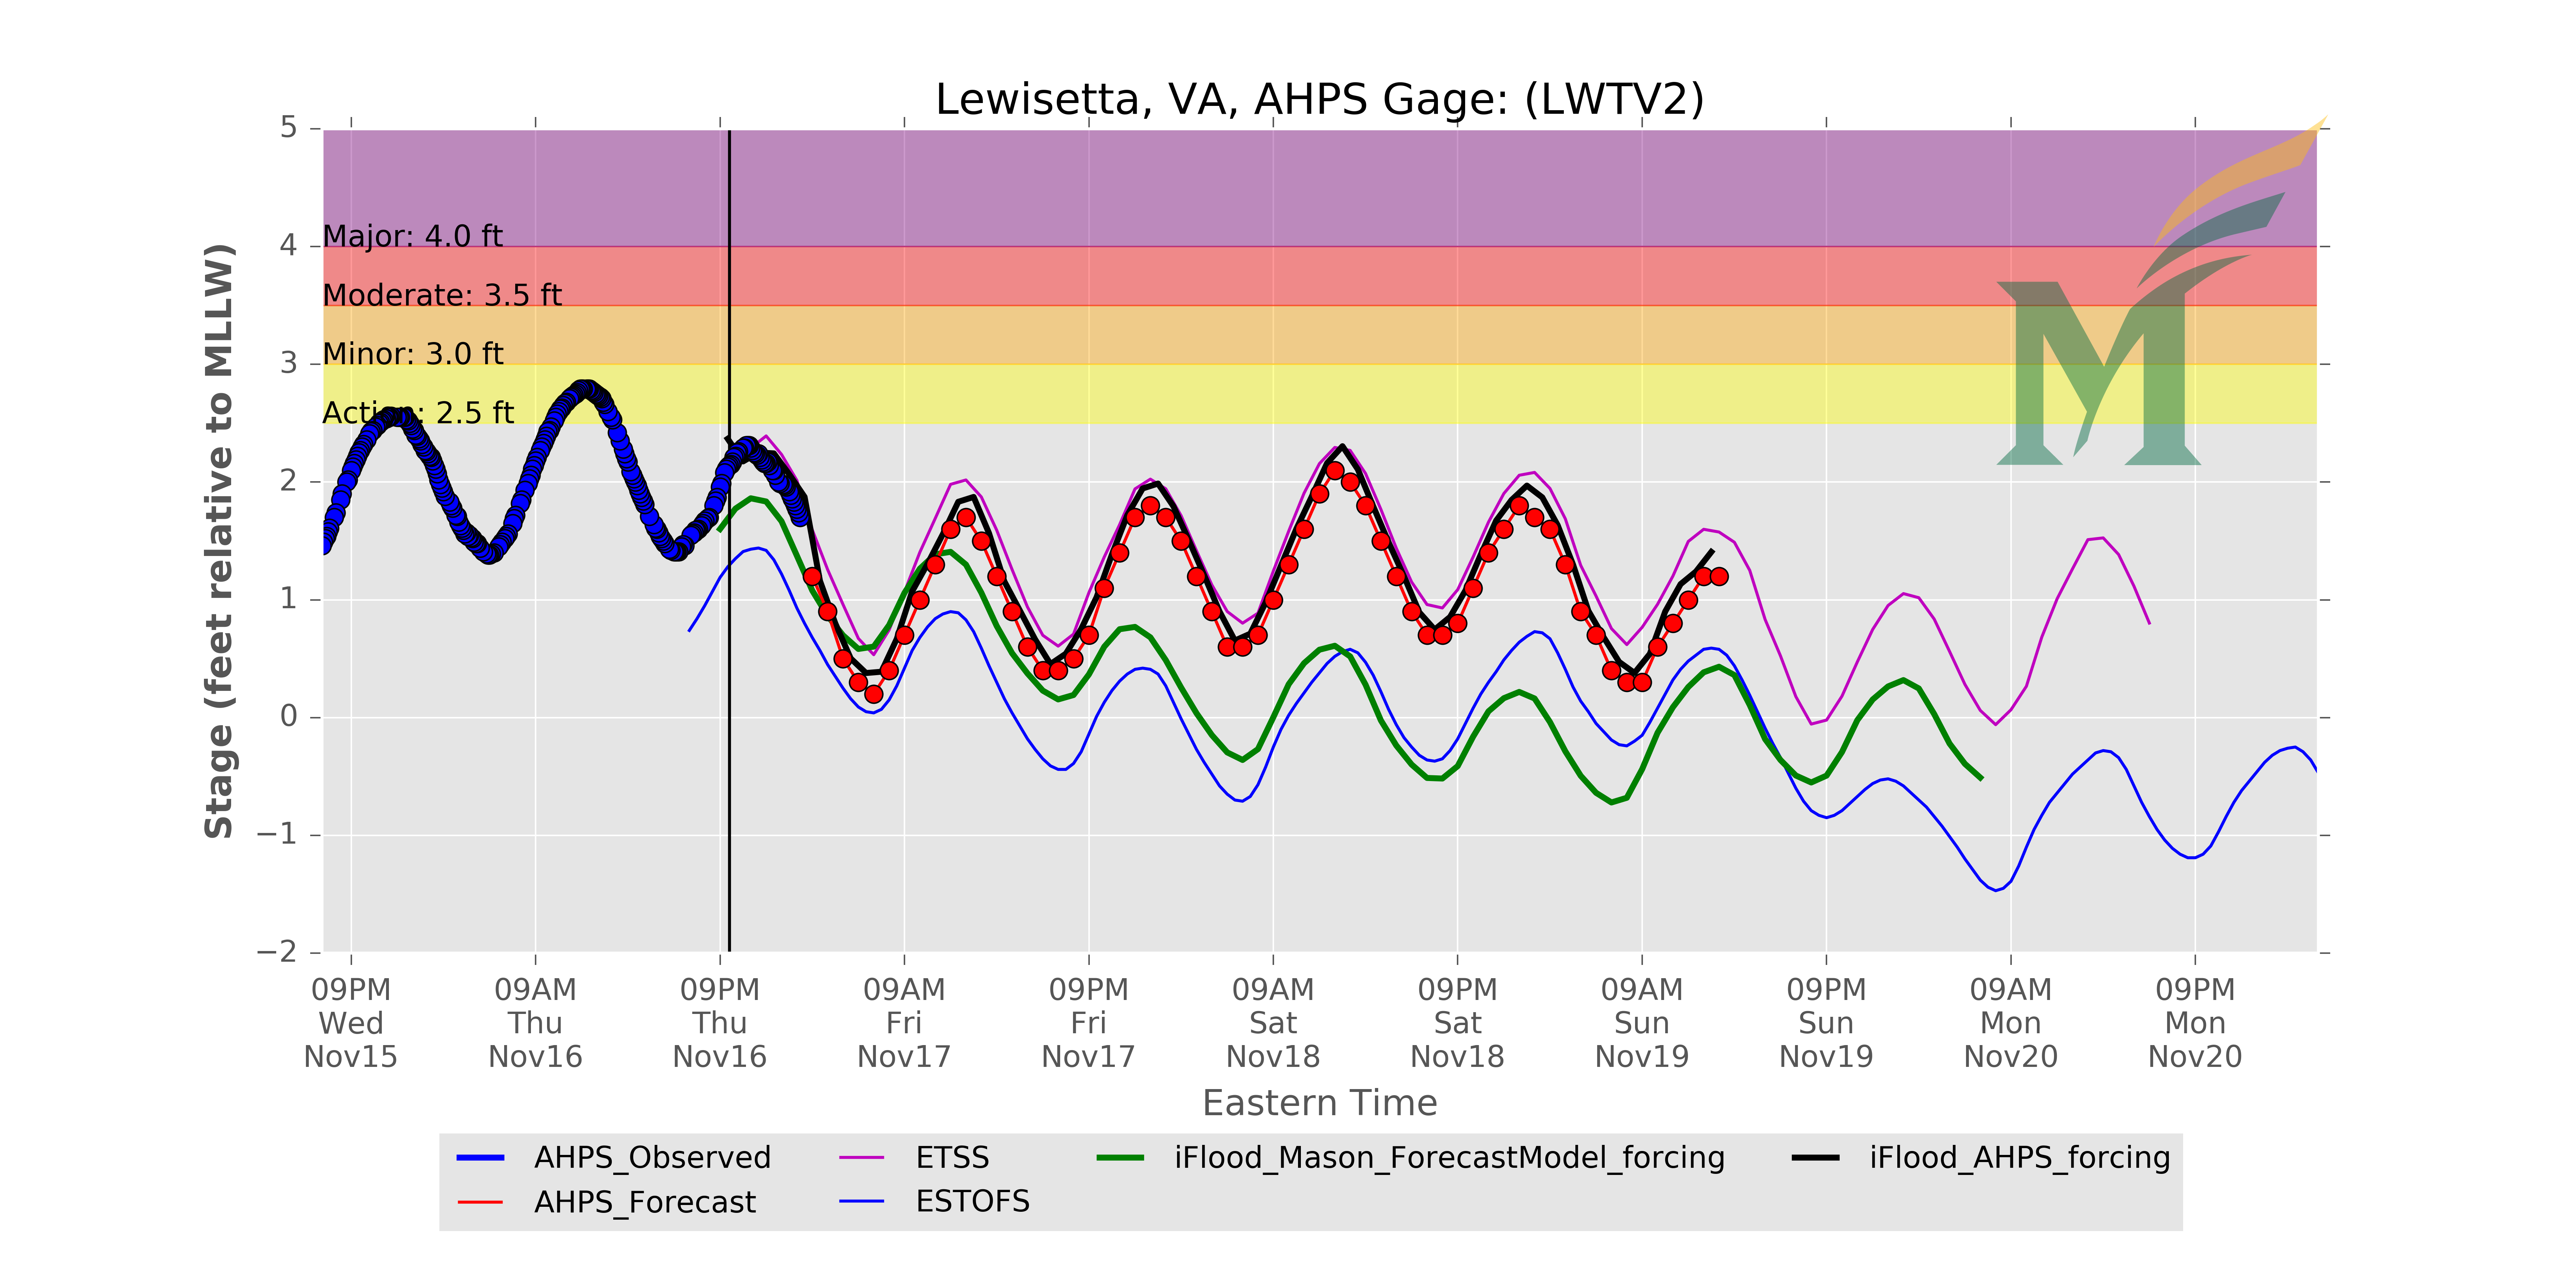 Lewisetta, VA, AHPS Gage: (LWTV2)
Stage (feet relative to MLLW)
5
4
3
2
1
0
−1
−2
Major: 4.0 ft
Moderate: 3.5 ft
Minor: 3.0 ft
Action: 2.5 ft
M
09PM 09AM 09PM 09AM 09PM 09AM 09PM 09AM 09PM 09AM 09PM
Wed Thu Thu Fri Fri Sat Sat Sun Sun Mon Mon
Nov15 Nov16 Nov16 Nov17 Nov17 Nov18 Nov18 Nov19 Nov19 Nov20 Nov20
Eastern Time
AHPS_Observed ETSS iFlood_Mason_ForecastModel_forcing iFlood_AHPS_forcing
AHPS_Forecast ESTOFS